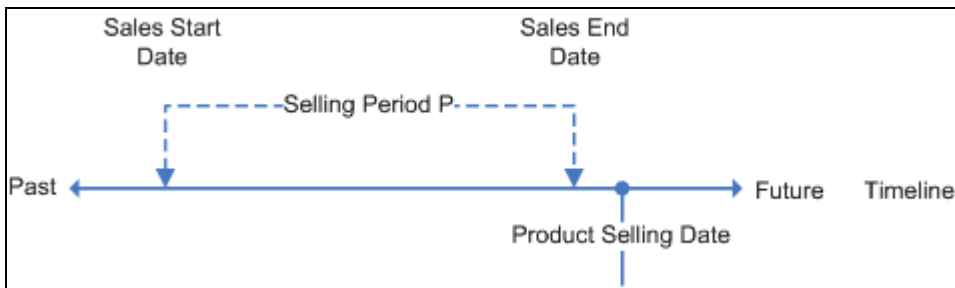 Sales Start
Date
Sales End
Date
Selling Period P
Past
Future
Timeline
Product Selling Date